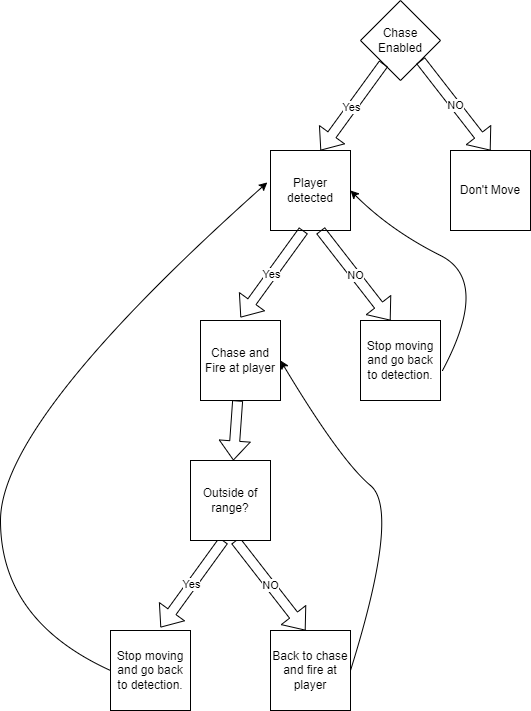 Chase
Enabled
Yes
NO
Player
detected
Don't Move
Yes
NO
Chase and
Fire at player
Stop moving
and go back
to detection.
Outside of
range?
Yes
NO
Stop moving
and go back
to detection.
Back to chase
and fire at
player